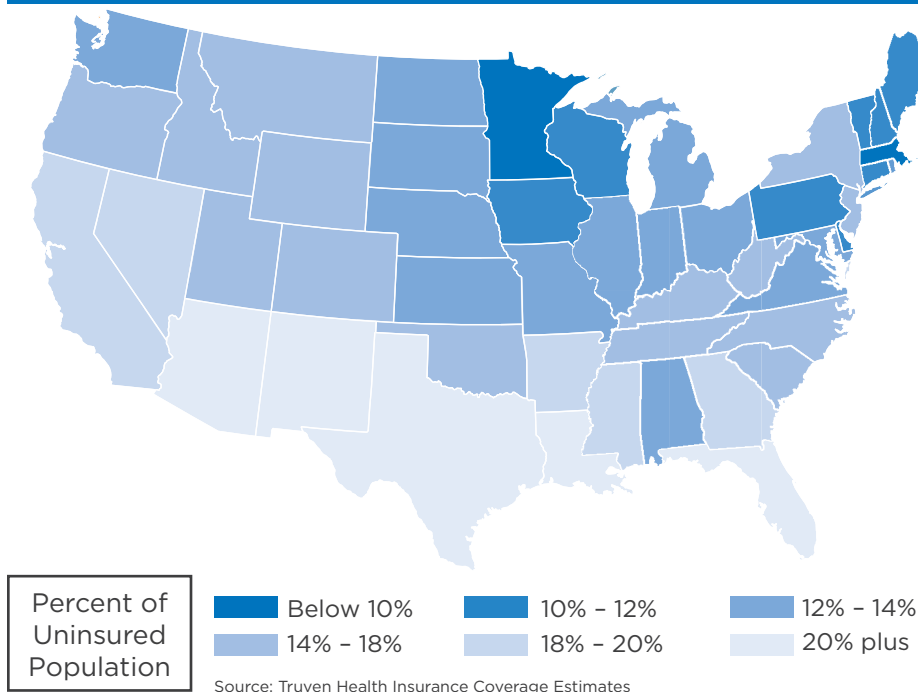 Percent of
Uninsured
Population
Below 10%
10% – 12%
12% – 14%
14% – 18%
18% – 20%
20% plus
Source: Truven Health Insurance Coverage Estimates